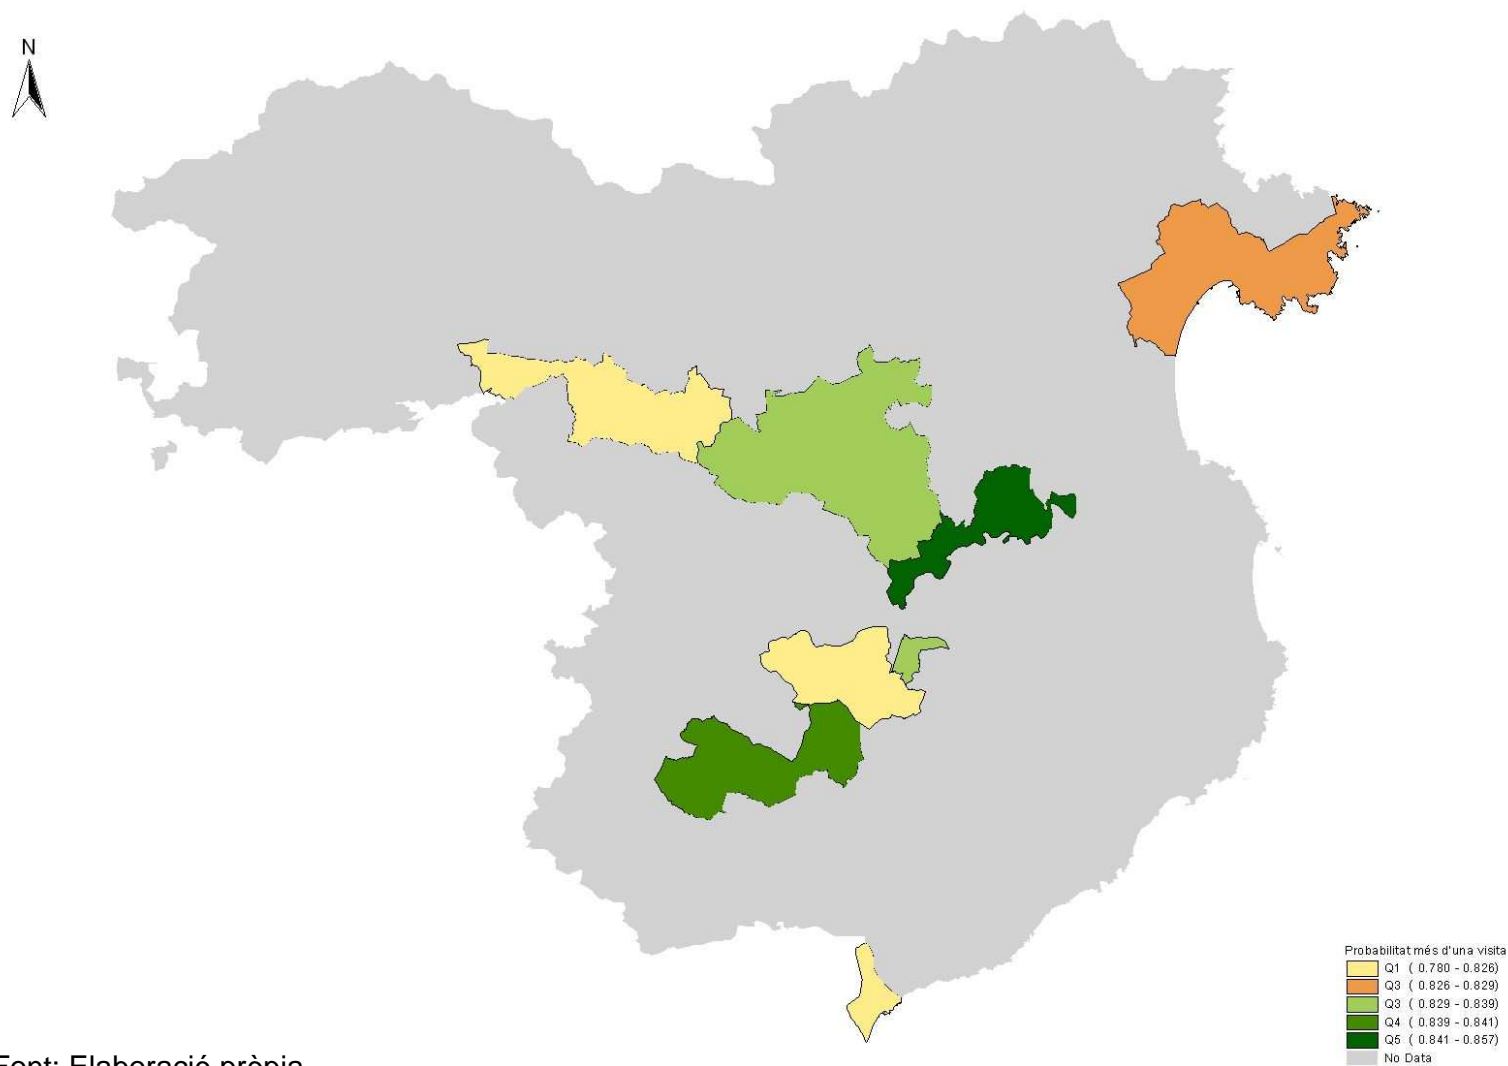 N
Probabilitat més d'una visita
Q1 ( 0.780 - 0.826)
Q3 ( 0.826 - 0.829)
Q3 ( 0.829 - 0.839)
Q4 ( 0.839 - 0.841)
Q5 ( 0.841 - 0.857)
No Data
Font: Elaboració pròpia